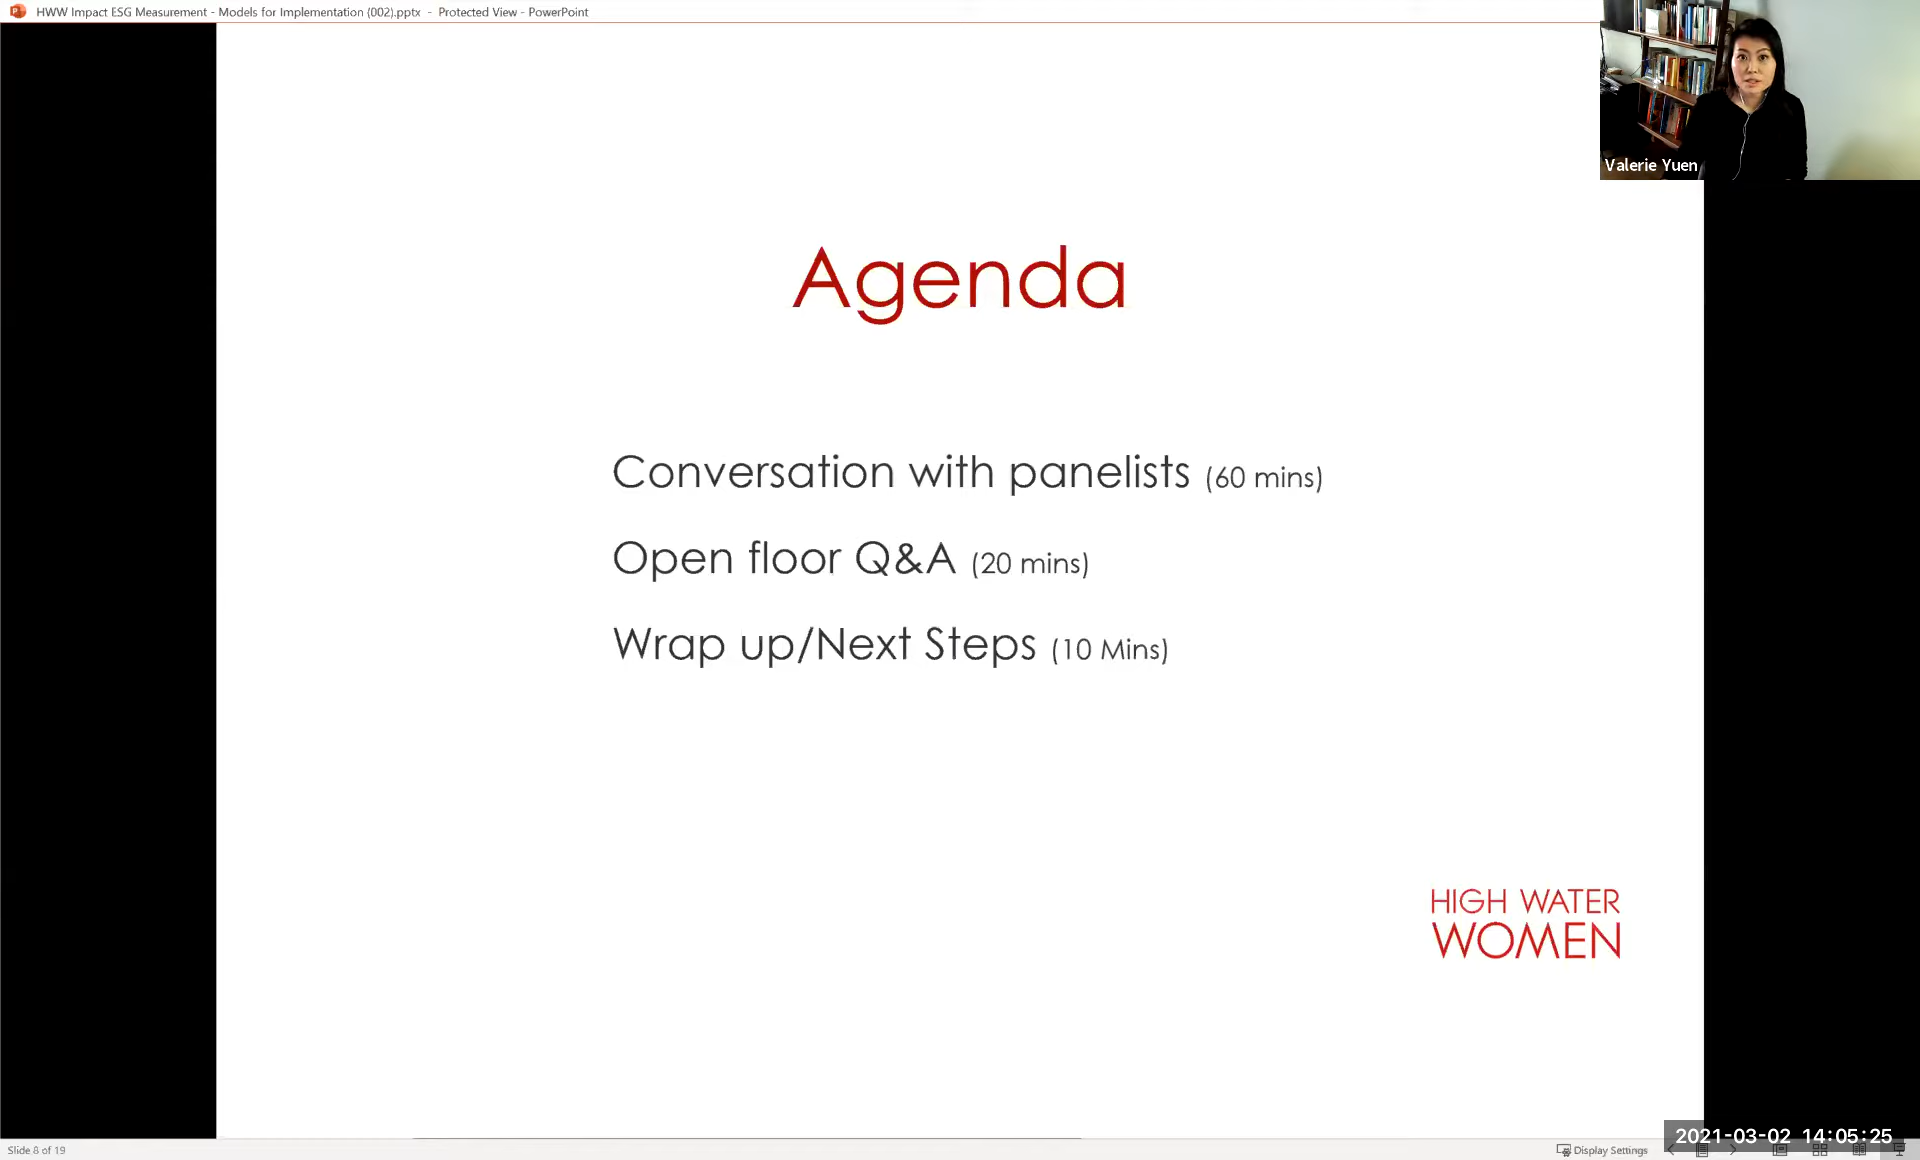 HWW Impact ESG Measurement - Models for Implementation (002).pptx - Protected View - PowerPoint
Valerie Yuen
Agenda
Conversation with panelists (60 mins)
Open floor Q&A (20 mins)
Wrap up/Next Steps (10 Mins)
HIGH WATER
WOMEN
2021-03-02 14:05:25
Slide 8 of 19
Display Settings